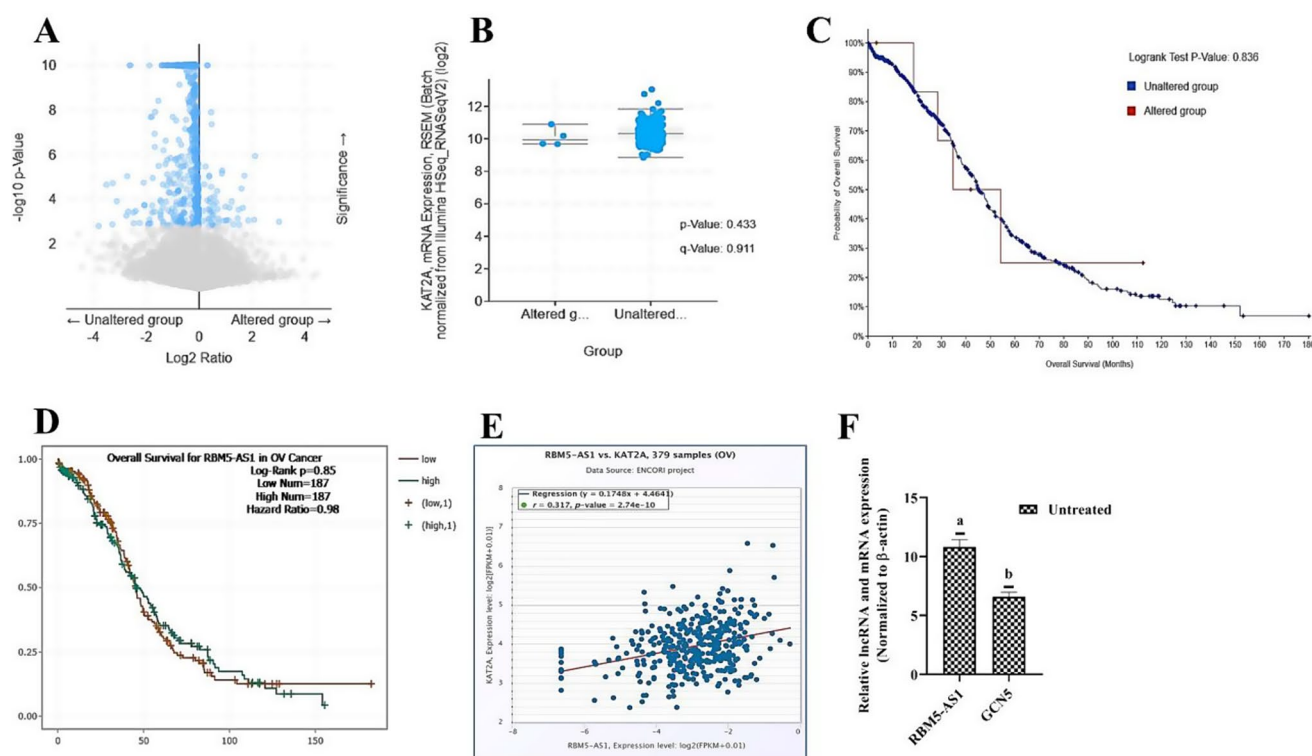 A
-log10 p-Value
10
8
6
4
2
Significance →
← Unaltered group
Altered group →
-4
-2
0
2
4
Log2 Ratio
B
KAT2A, mRNA Expression, RSEM (Batch
normalized from Illumina HiSeq_RNASeqV2) (log2)
12
10
8
6
4
2
0
p-Value: 0.433
q-Value: 0.911
Altered g...
Unaltered...
Group
C
Logrank Test P-Value: 0.836
Unaltered group
Altered group
Probability of Overall Survival
100%
90%
80%
70%
60%
50%
40%
30%
20%
10%
0%
0
10
20
30
40
50
60
70
80
90
100
110
120
130
140
150
160
170
180
Overall Survival (Months)
D
Overall Survival for RBM5-AS1 in OV Cancer
Log-Rank p=0.85
Low Num=187
High Num=187
Hazard Ratio=0.98
low
high
(low,1)
(high,1)
1.00
0.75
0.50
0.25
0.00
0
50
100
150
E
RBM5-AS1 vs. KAT2A, 379 samples (OV)
Data Source: ENCORI project
Regression (y = 0.1748x + 4.4641)
r = 0.317, p-value = 2.74e-10
KAT2A, Expression level: log2(FPKM+0.01)
8
7
6
5
4
3
2
-8
-6
-4
-2
0
RBM5-AS1, Expression level: log2(FPKM+0.01)
F
Relative lncRNA and mRNA expression
(Normalized to β-actin)
15
10
5
0
a
b
Untreated
RBM5-AS1
GCN5